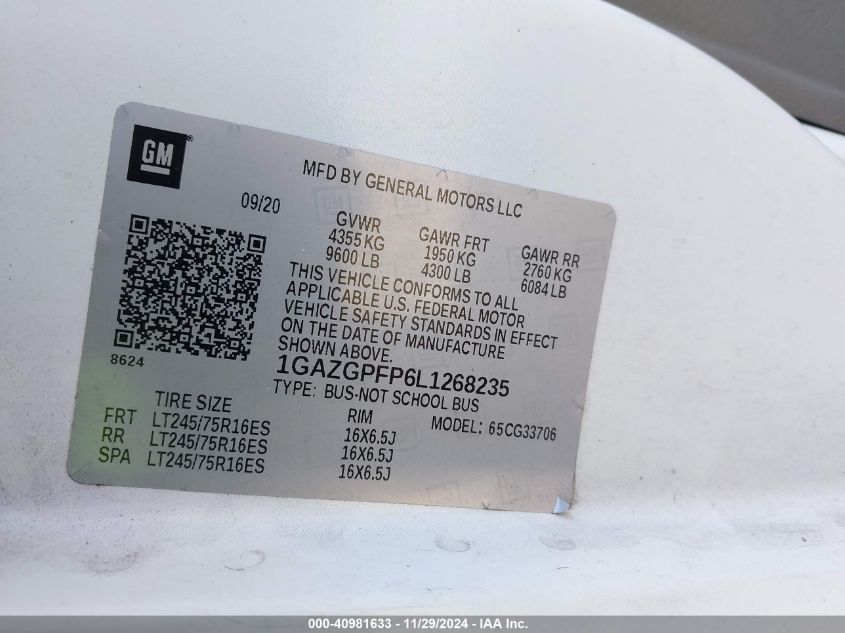 GM
MFD BY GENERAL MOTORS LLC
09/20
GVWR GAWR FRT GAWR RR
4355 KG 1950 KG 2760 KG
9600 LB 4300 LB 6084 LB
THIS VEHICLE CONFORMS TO ALL
APPLICABLE U.S. FEDERAL MOTOR
VEHICLE SAFETY STANDARDS IN EFFECT
ON THE DATE OF MANUFACTURE
SHOWN ABOVE.
8624
1GAZGPFP6L1268235
TYPE: BUS-NOT SCHOOL BUS
MODEL: 65CG33706
TIRE SIZE RIM
FRT LT245/75R16ES 16X6.5J
RR LT245/75R16ES 16X6.5J
SPA LT245/75R16ES 16X6.5J
000-40981633 - 11/29/2024 - IAA Inc.